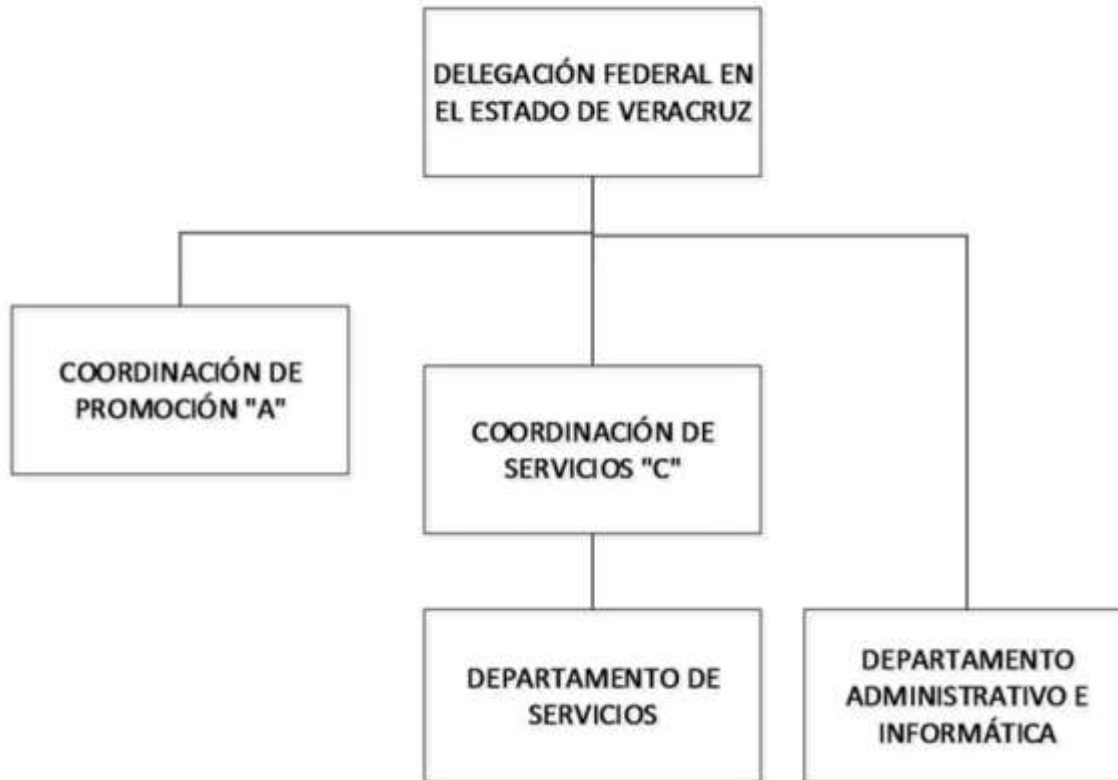 DELEGACIÓN FEDERAL EN
EL ESTADO DE VERACRUZ
COORDINACIÓN DE
PROMOCIÓN "A"
COORDINACIÓN DE
SERVICIOS "C"
DEPARTAMENTO DE
SERVICIOS
DEPARTAMENTO
ADMINISTRATIVO E
INFORMÁTICA